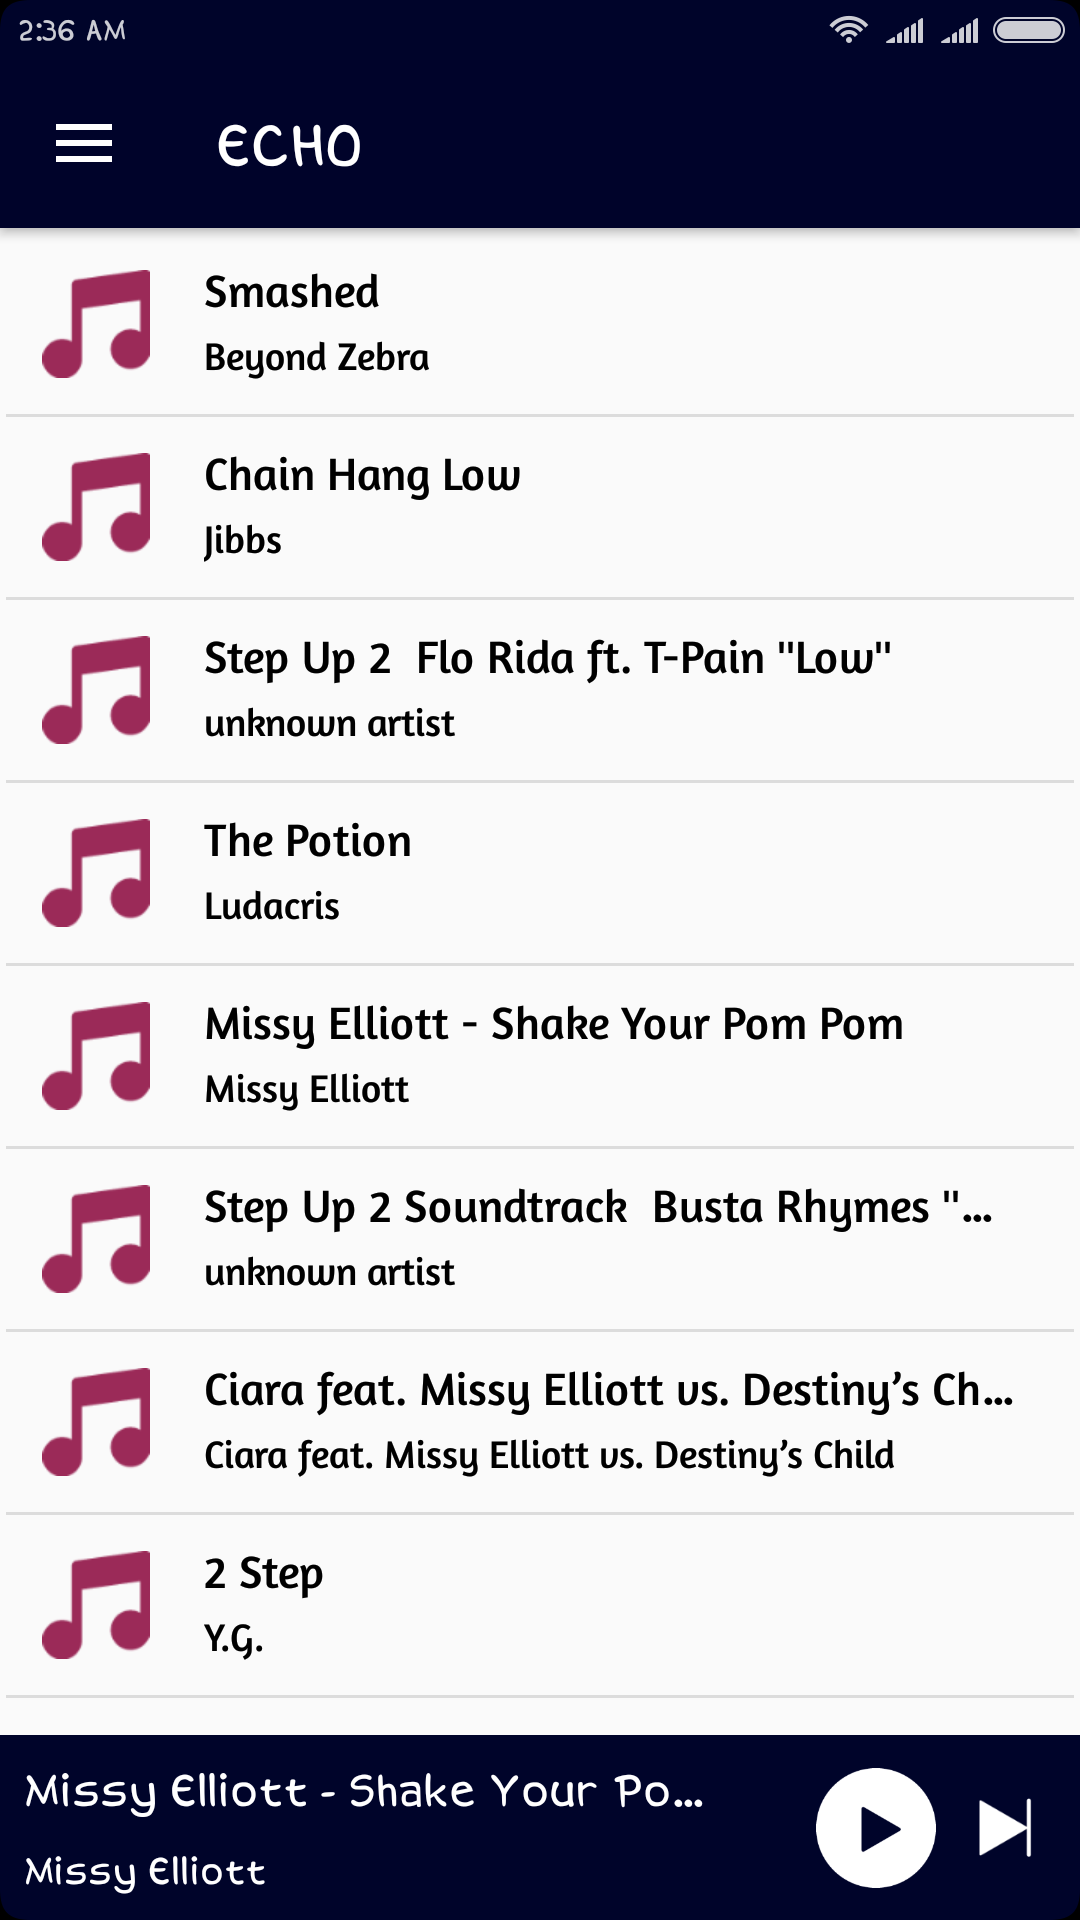 2:36 AM
ECHO
Smashed
Beyond Zebra
Chain Hang Low
Jibbs
Step Up 2  Flo Rida ft. T-Pain "Low"
unknown artist
The Potion
Ludacris
Missy Elliott - Shake Your Pom Pom
Missy Elliott
Step Up 2 Soundtrack  Busta Rhymes "...
unknown artist
Ciara feat. Missy Elliott vs. Destiny’s Ch...
Ciara feat. Missy Elliott vs. Destiny’s Child
2 Step
Y.G.
Missy Elliott - Shake Your Po...
Missy Elliott